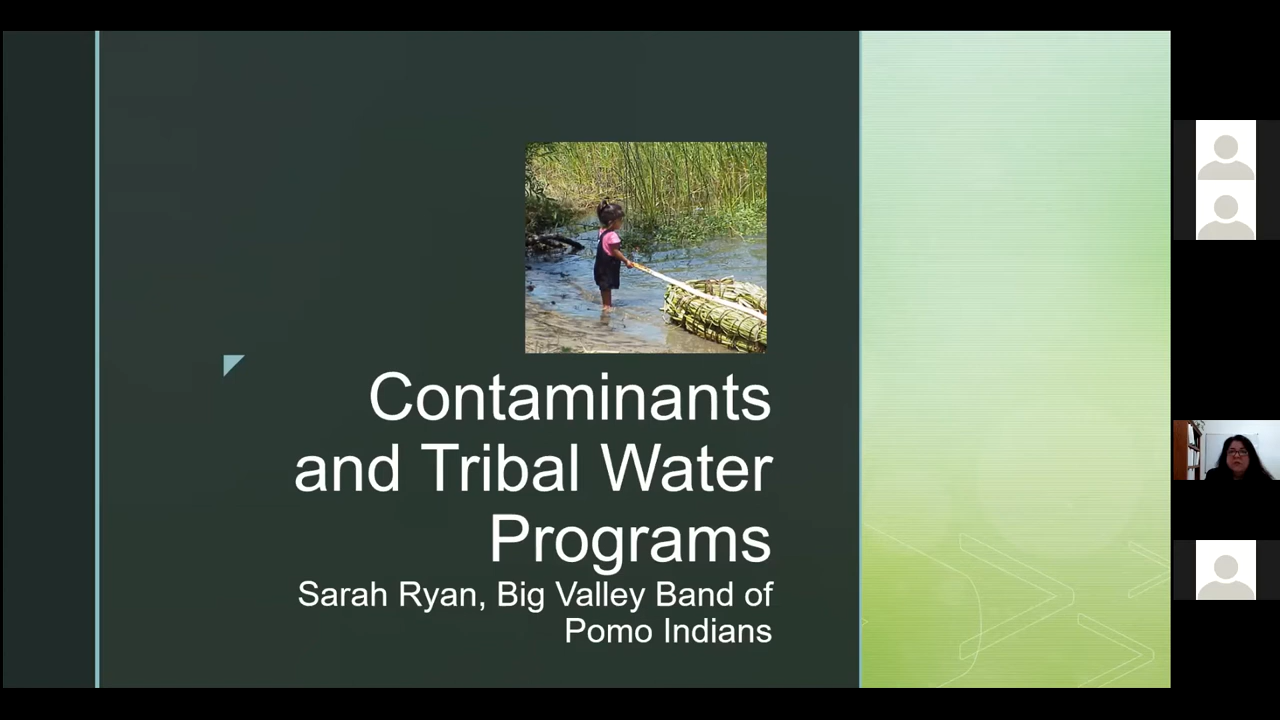 Contaminants
and Tribal Water
Programs
Sarah Ryan, Big Valley Band of
Pomo Indians